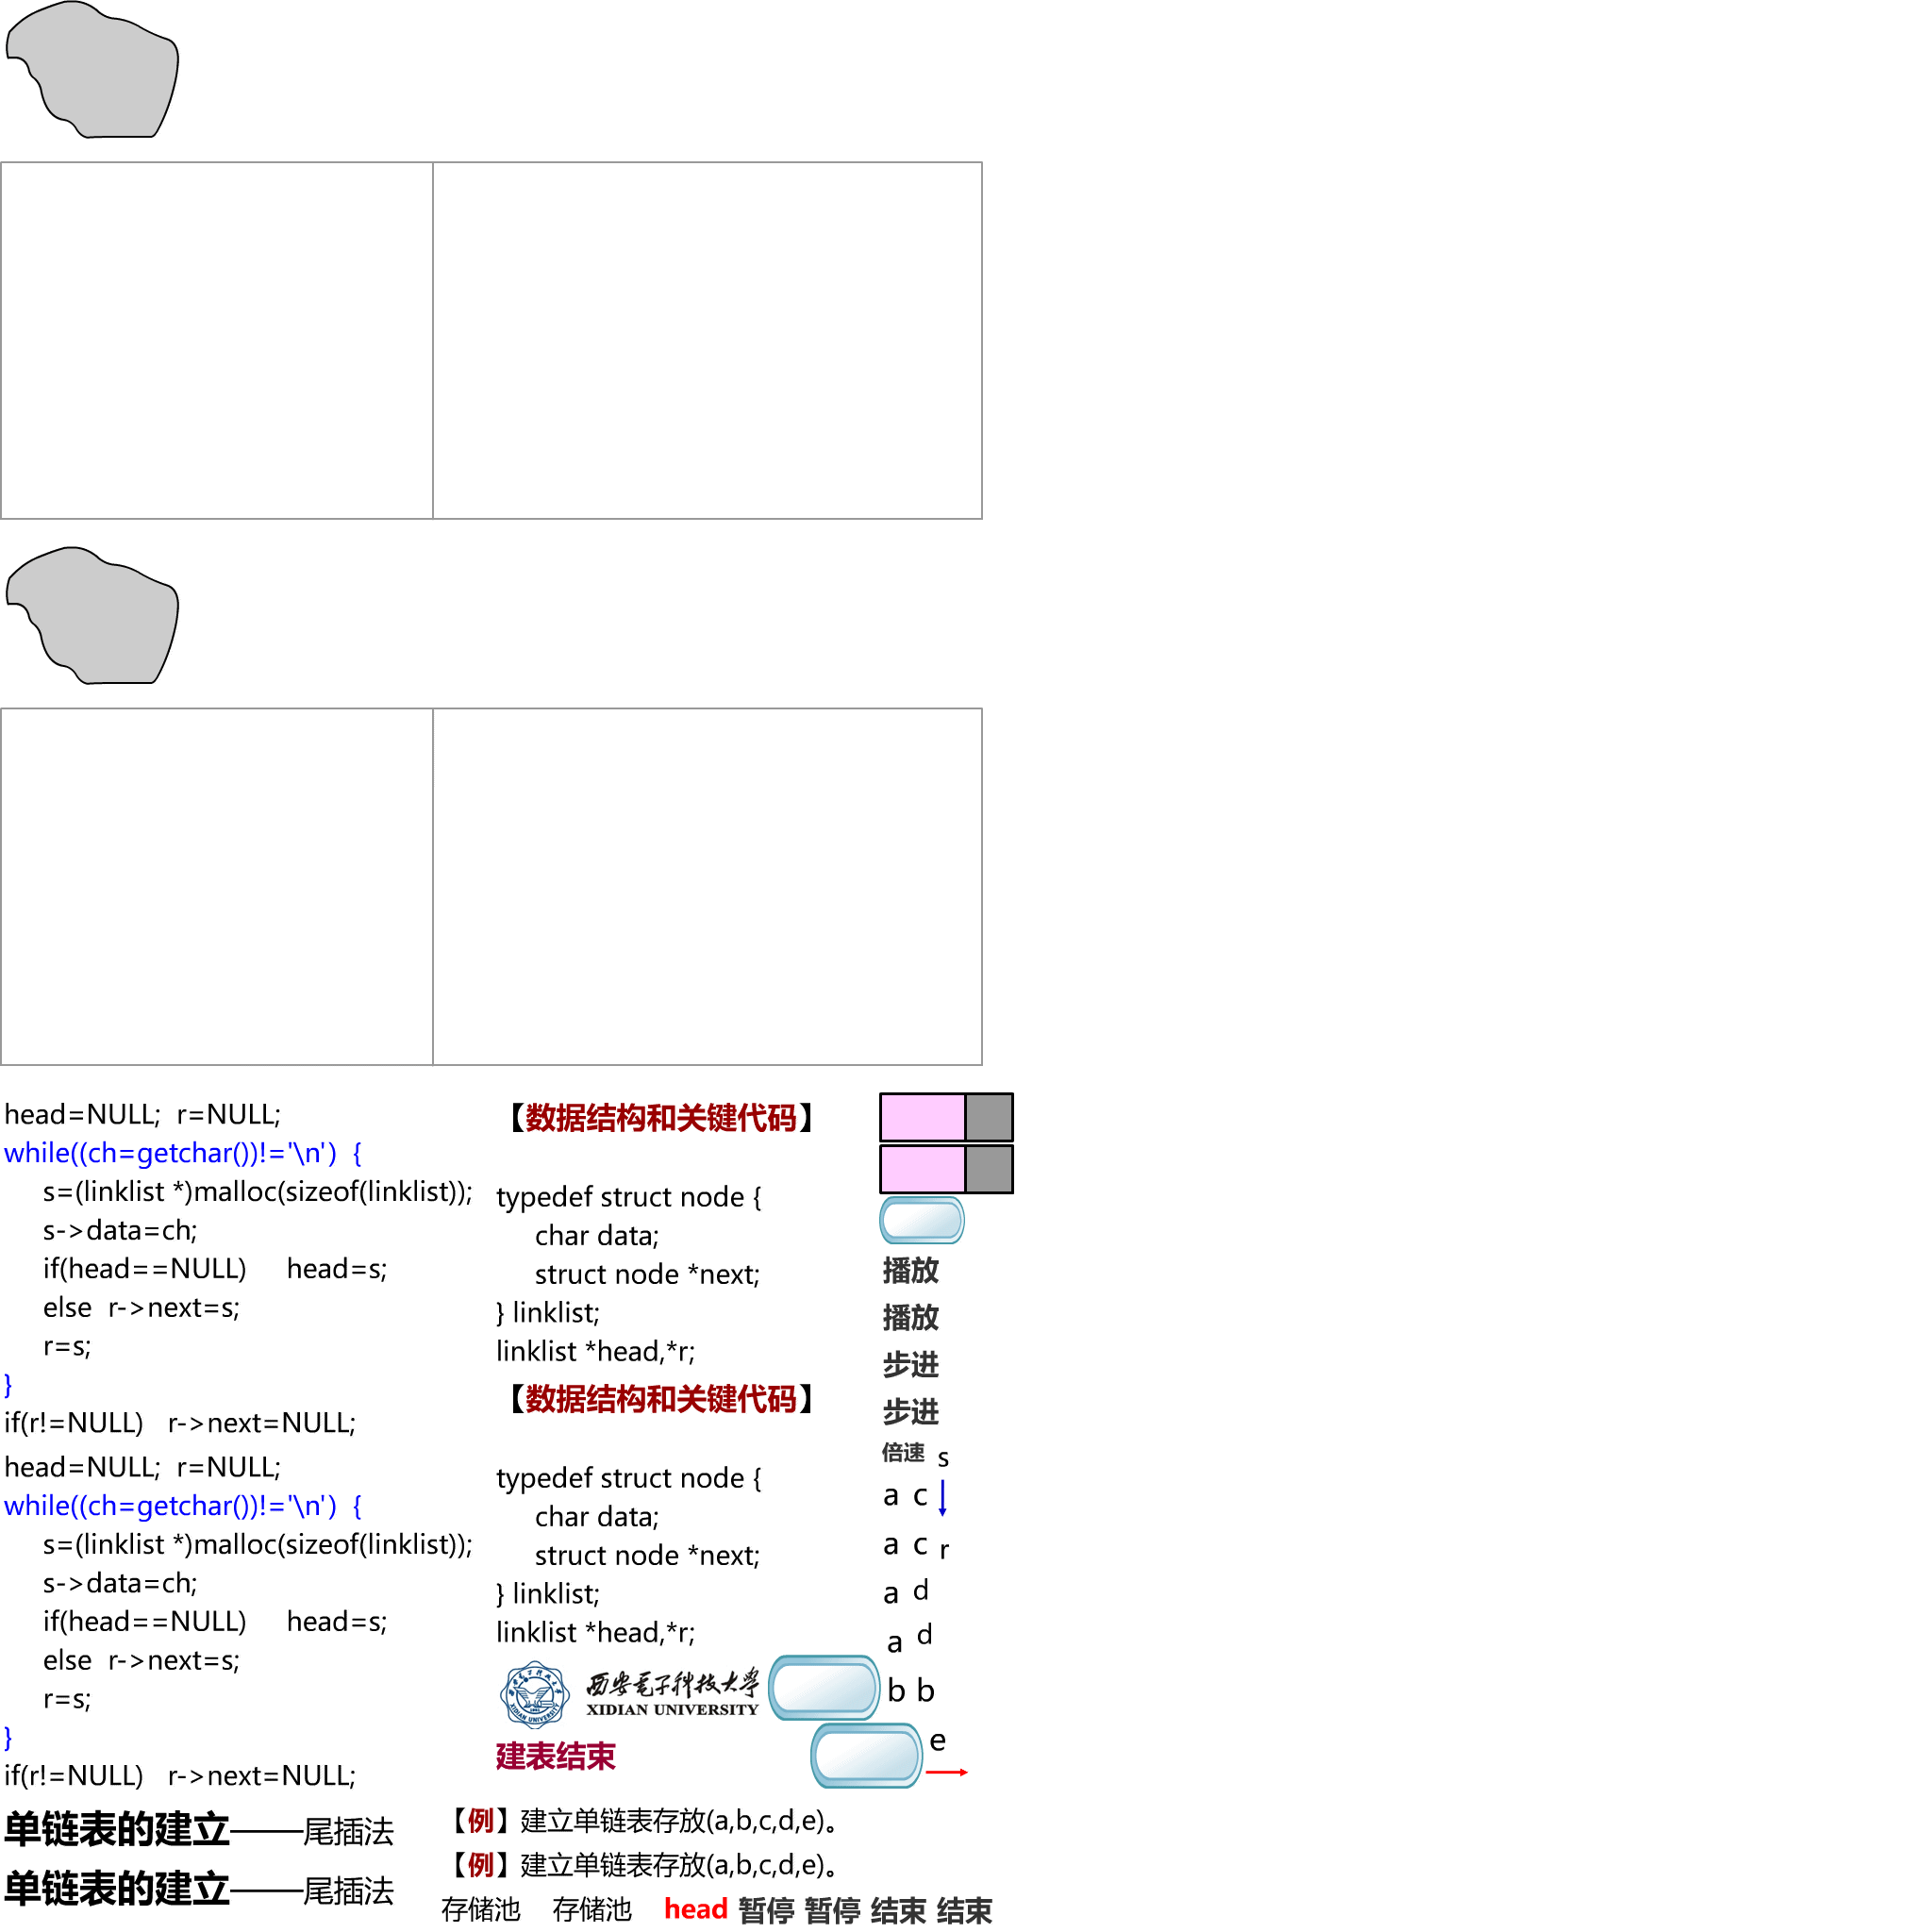 head=NULL;  r=NULL;
while((ch=getchar())!='\n')  {
s=(linklist *)malloc(sizeof(linklist));
s->data=ch;
if(head==NULL)     head=s;
else  r->next=s;
r=s;
}
if(r!=NULL)   r->next=NULL;
head=NULL;  r=NULL;
while((ch=getchar())!='\n')  {
s=(linklist *)malloc(sizeof(linklist));
s->data=ch;
if(head==NULL)     head=s;
else  r->next=s;
r=s;
}
if(r!=NULL)   r->next=NULL;
单链表的建立——尾插法
单链表的建立——尾插法
【数据结构和关键代码】
typedef struct node {
char data;
struct node *next;
} linklist;
linklist *head,*r;
【数据结构和关键代码】
typedef struct node {
char data;
struct node *next;
} linklist;
linklist *head,*r;
西安电子科技大学
XIDIAN UNIVERSITY
建表结束
播放
播放
步进
步进
倍速 s
a c
a c r
a d
a d
b b
e
【例】建立单链表存放(a,b,c,d,e)。
【例】建立单链表存放(a,b,c,d,e)。
存储池 存储池 head 暂停 暂停 结束 结束